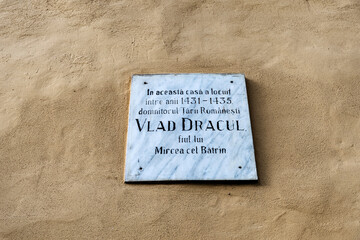 In această casă a locuit
între anii 1431-1435
domnitorul Țării Românești
VLAD DRACUL
fiul lui
Mircea cel Bătrîn